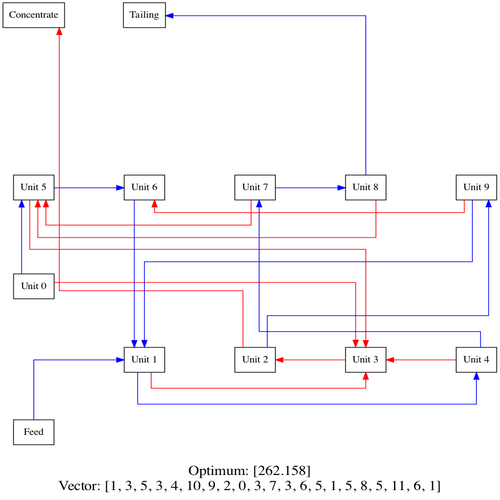 Concentrate
Tailing
Unit 5
Unit 6
Unit 7
Unit 8
Unit 9
Unit 0
Unit 1
Unit 2
Unit 3
Unit 4
Feed
Optimum: [262.158]
Vector: [1, 3, 5, 3, 4, 10, 9, 2, 0, 3, 7, 3, 6, 5, 1, 5, 8, 5, 11, 6, 1]